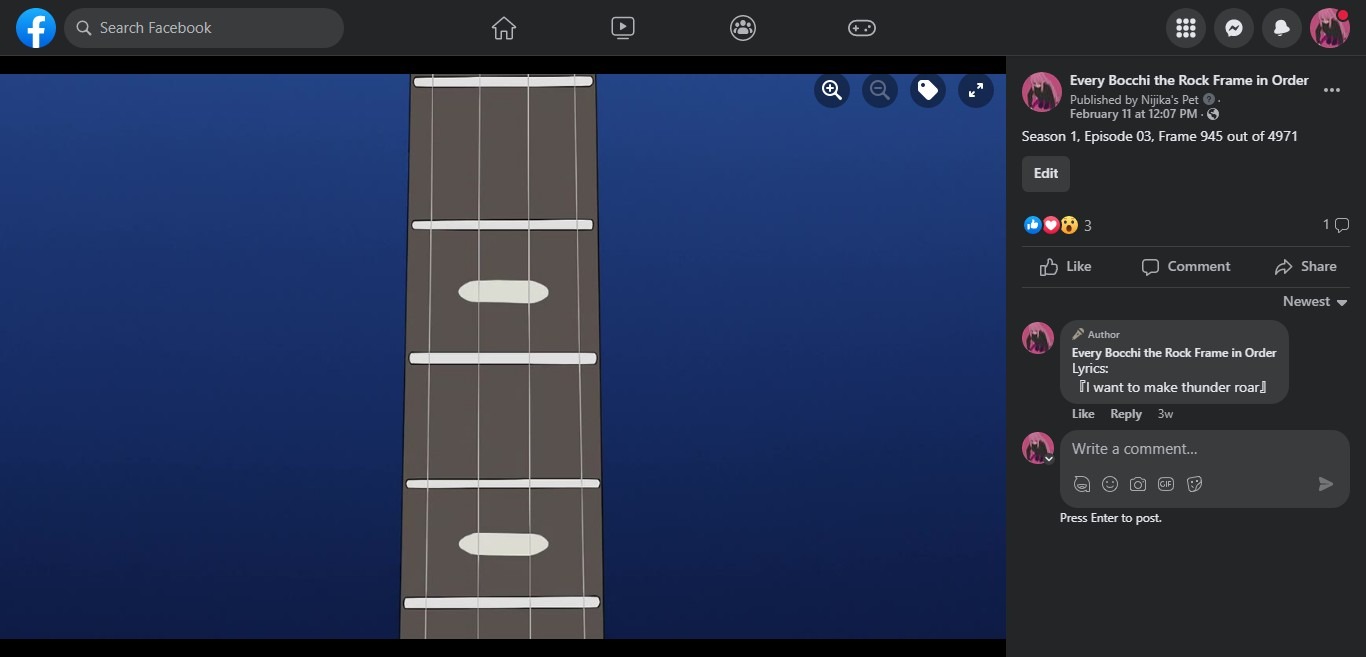 Search Facebook
Every Bocchi the Rock Frame in Order
Published by Nijika's Pet ·
February 11 at 12:07 PM ·
Season 1, Episode 03, Frame 945 out of 4971
Edit
3
1
Like
Comment
Share
Newest
Author
Every Bocchi the Rock Frame in Order
Lyrics:
『I want to make thunder roar』
Like
Reply
3w
Write a comment...
GIF
Press Enter to post.